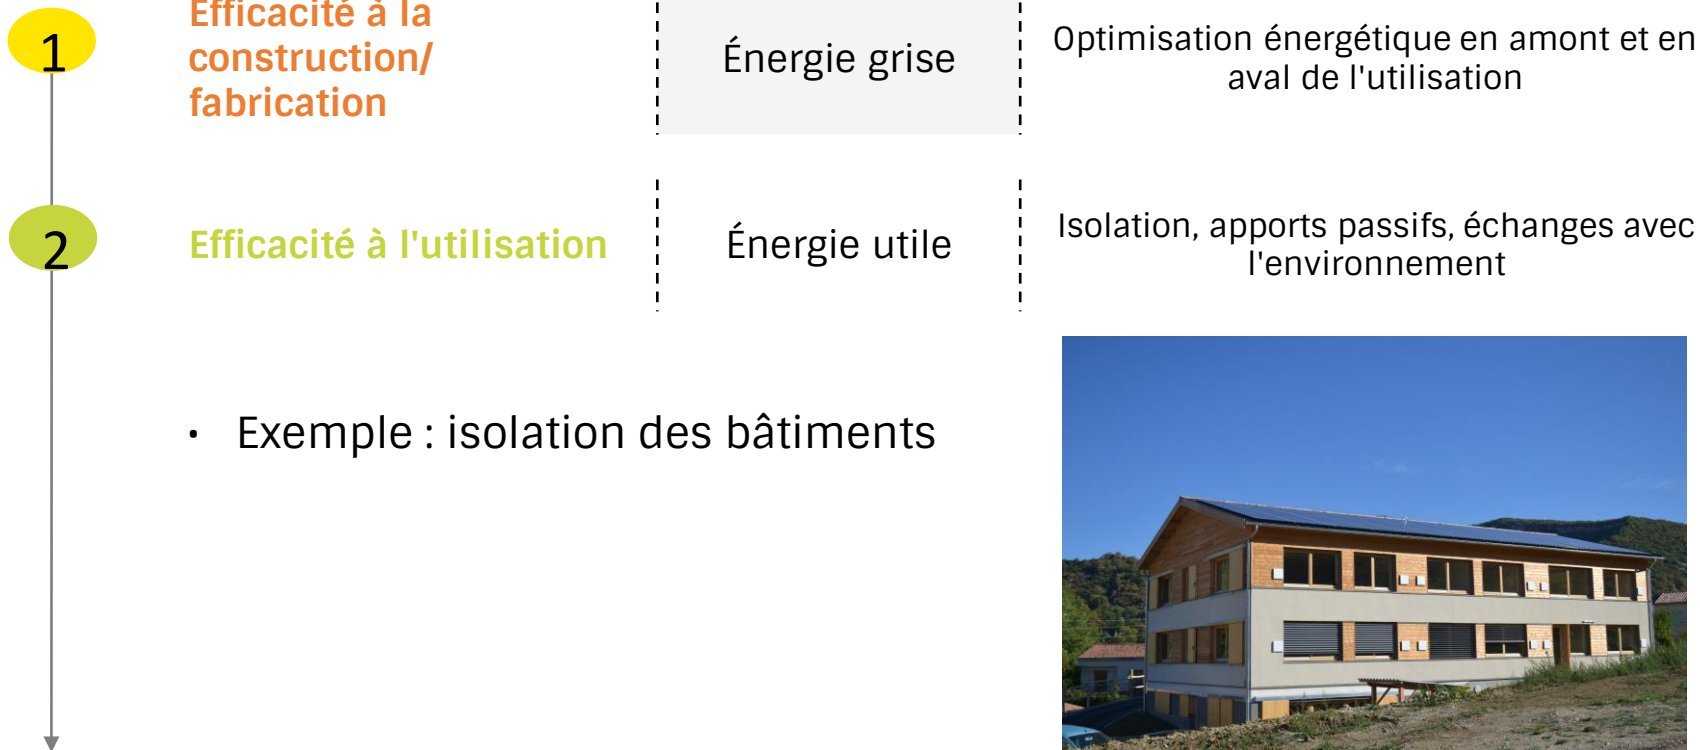 1
Efficacité à la
construction/
fabrication
Énergie grise
Optimisation énergétique en amont et en
aval de l'utilisation
2
Efficacité à l'utilisation
Énergie utile
Isolation, apports passifs, échanges avec
l'environnement
• Exemple : isolation des bâtiments